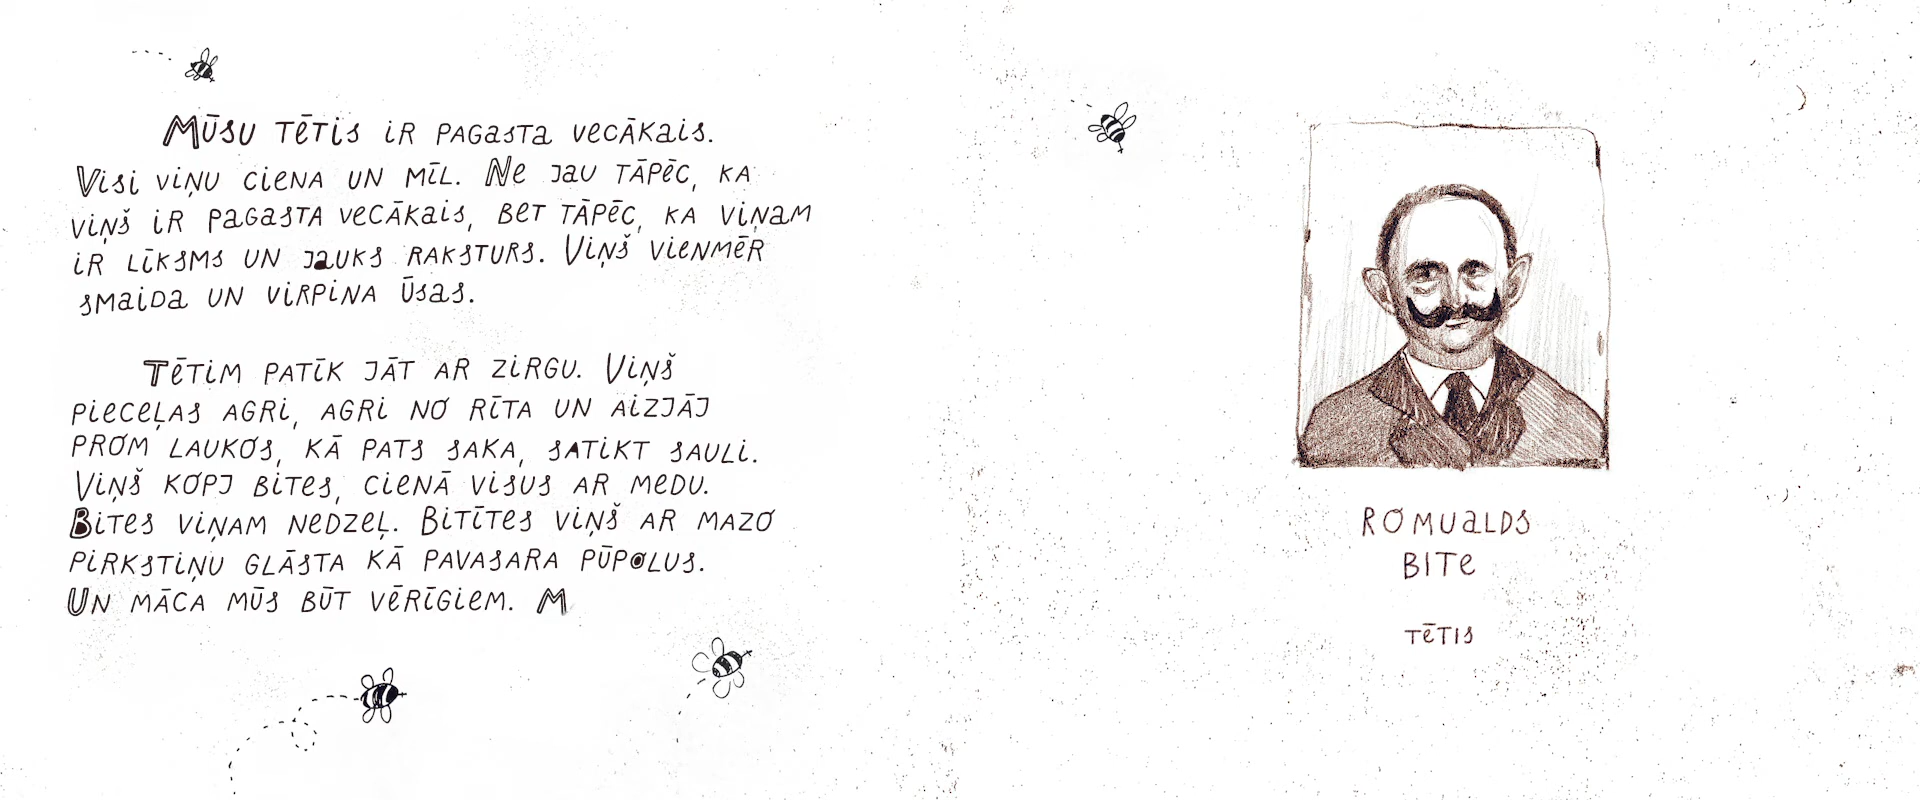 Mūsu tētis ir pagasta vecākais.
Visi viņu ciena un mīl. Ne jau tāpēc, ka
viņš ir pagasta vecākais, bet tāpēc, ka viņam
ir līksms un jauks raksturs. Viņš vienmēr
smaida un virpina ūsas.
Tētim patīk jāt ar zirgu. Viņš
pieceļas agri, agri no rīta un aizjāj
prom laukos, kā pats saka, satikt sauli.
Viņš kopj bites, cienā visus ar medu.
Bites viņam nedzeļ. Bitītes viņš ar mazo
pirkstiņu glāsta kā pavasara pūpolus.
Un māca mūs būt vērīgiem. M
Romualds
Bite
tētis